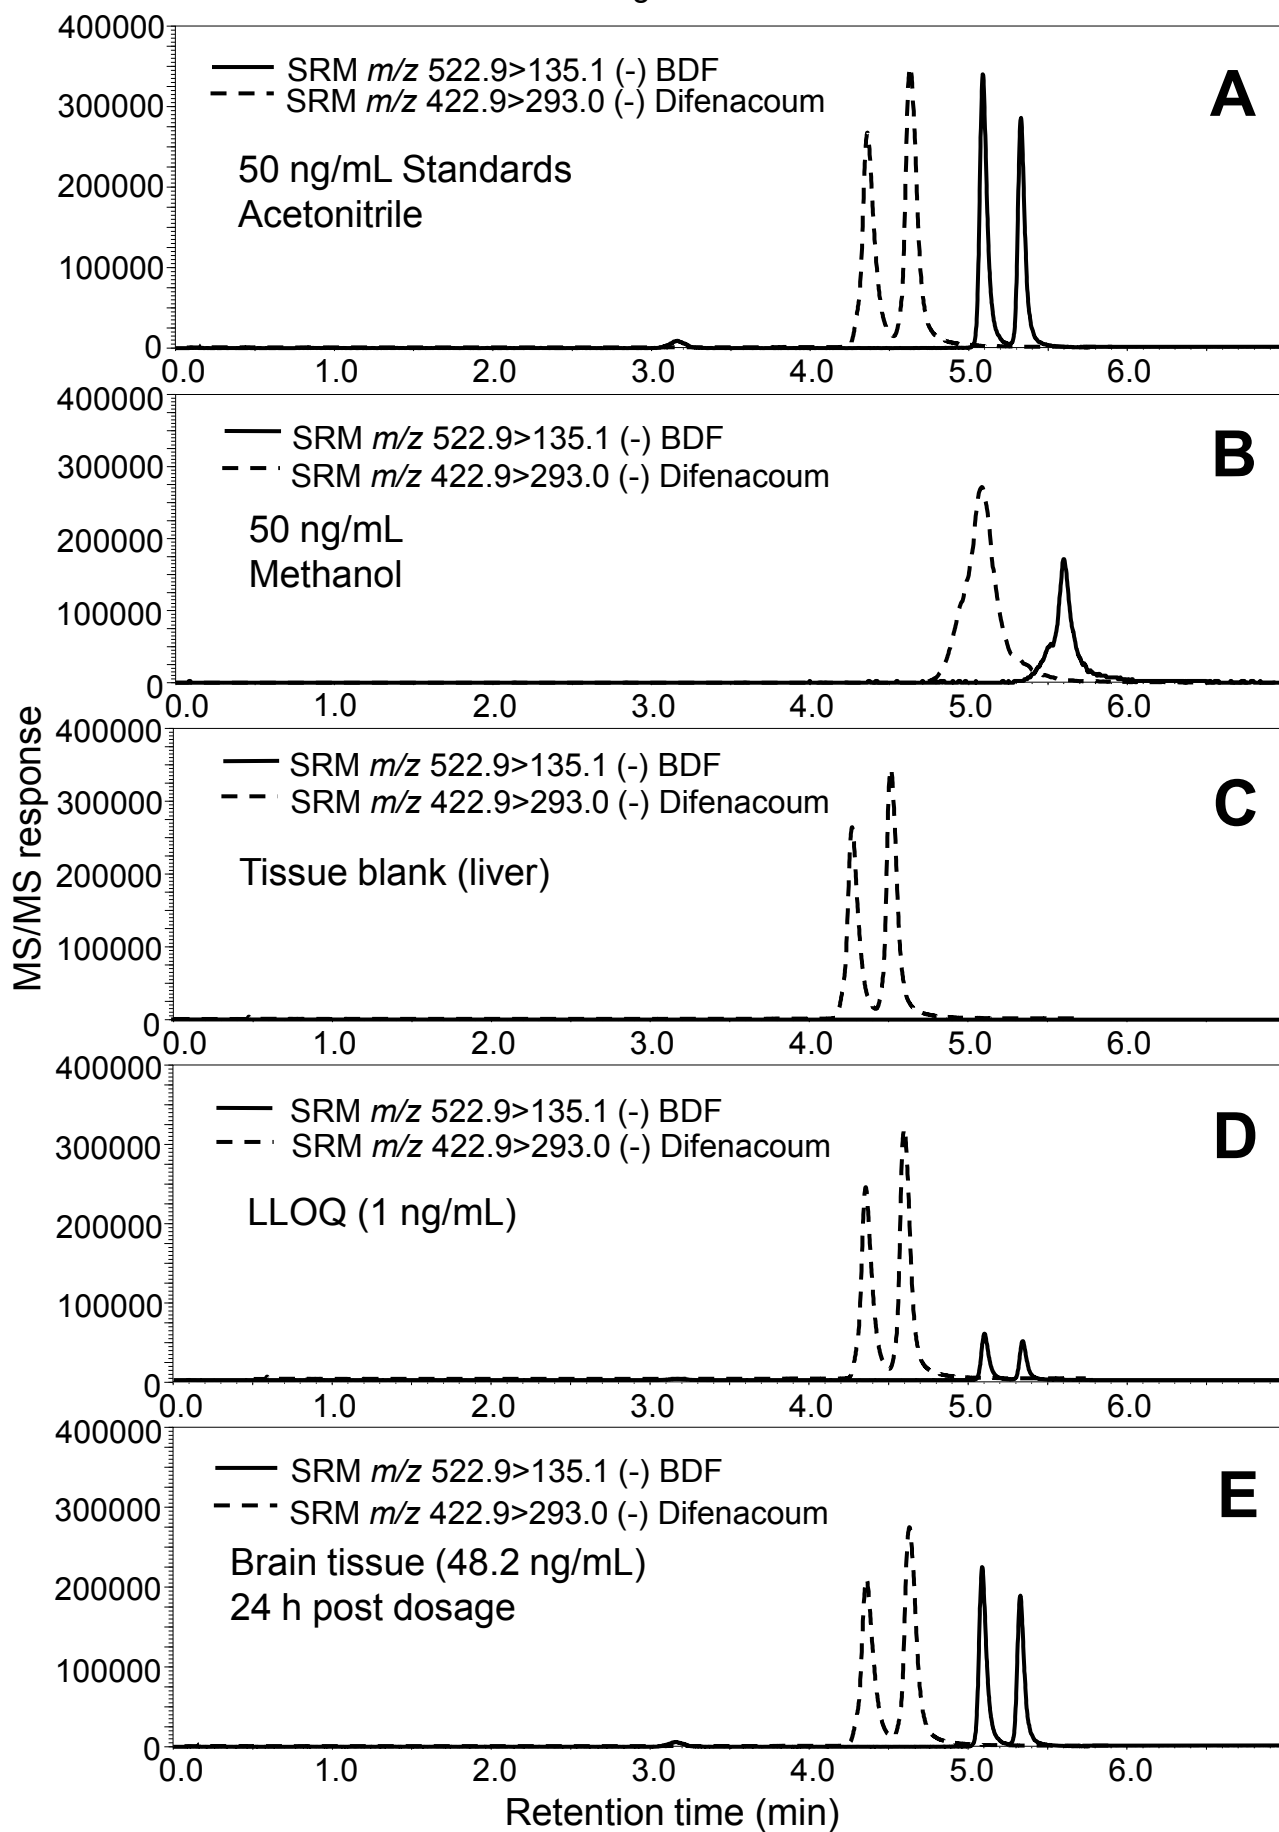 400000
SRM m/z 522.9>135.1 (-) BDF
A
300000
SRM m/z 422.9>293.0 (-) Difenacoum
50 ng/mL Standards
200000
Acetonitrile
100000
0
0.0 1.0 2.0 3.0 4.0 5.0 6.0
400000
SRM m/z 522.9>135.1 (-) BDF
B
300000
SRM m/z 422.9>293.0 (-) Difenacoum
50 ng/mL
200000
Methanol
100000
0
0.0 1.0 2.0 3.0 4.0 5.0 6.0
MS/MS response
400000
SRM m/z 522.9>135.1 (-) BDF
C
300000
SRM m/z 422.9>293.0 (-) Difenacoum
200000
Tissue blank (liver)
100000
0
0.0 1.0 2.0 3.0 4.0 5.0 6.0
400000
SRM m/z 522.9>135.1 (-) BDF
D
300000
SRM m/z 422.9>293.0 (-) Difenacoum
200000
LLOQ (1 ng/mL)
100000
0
0.0 1.0 2.0 3.0 4.0 5.0 6.0
400000
SRM m/z 522.9>135.1 (-) BDF
E
300000
SRM m/z 422.9>293.0 (-) Difenacoum
Brain tissue (48.2 ng/mL)
200000
24 h post dosage
100000
0
0.0 1.0 2.0 3.0 4.0 5.0 6.0
Retention time (min)